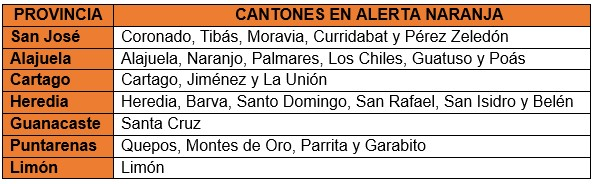 PROVINCIA CANTONES EN ALERTA NARANJA
San José Coronado, Tibás, Moravia, Curridabat y Pérez Zeledón
Alajuela Alajuela, Naranjo, Palmares, Los Chiles, Guatuso y Poás
Cartago Cartago, Jiménez y La Unión
Heredia Heredia, Barva, Santo Domingo, San Rafael, San Isidro y Belén
Guanacaste Santa Cruz
Puntarenas Quepos, Montes de Oro, Parrita y Garabito
Limón Limón